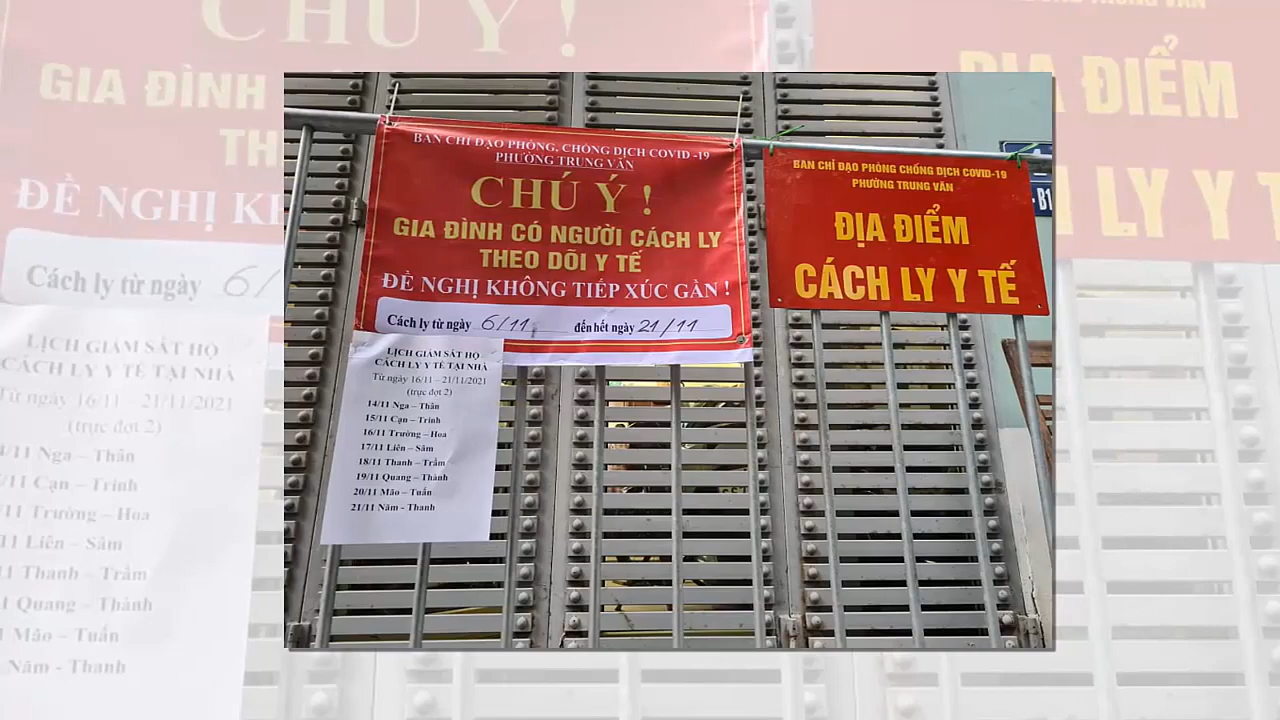 BAN CHỈ ĐẠO PHÒNG, CHỐNG DỊCH COVID -19
PHƯỜNG TRUNG VĂN
CHÚ Ý !
GIA ĐÌNH CÓ NGƯỜI CÁCH LY
THEO DÕI Y TẾ
ĐỀ NGHỊ KHÔNG TIẾP XÚC GẦN !
Cách ly từ ngày 6/11 đến hết ngày 21/11
BAN CHỈ ĐẠO PHÒNG CHỐNG DỊCH COVID-19
PHƯỜNG TRUNG VĂN
ĐỊA ĐIỂM
CÁCH LY Y TẾ
LỊCH GIÁM SÁT HỘ
CÁCH LY Y TẾ TẠI NHÀ
Từ ngày 16/11 – 21/11/2021
(trực đợt 2)
14/11 Nga – Thân
15/11 Cạn – Trinh
16/11 Trưởng – Hoa
17/11 Liên – Sâm
18/11 Thanh – Trầm
19/11 Quang – Thành
20/11 Mão – Tuấn
21/11 Năm - Thanh